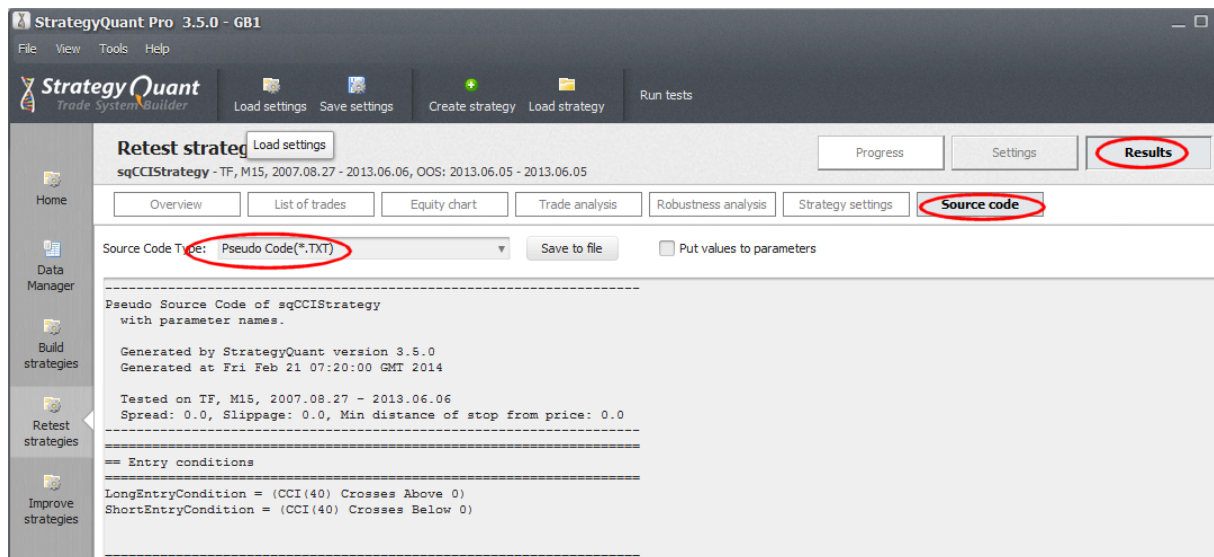 StrategyQuant Pro 3.5.0 - GB1
File View Tools Help
StrategyQuant
Trade System Builder
Load settings Save settings Create strategy Load strategy Run tests
Load settings
Retest strateg
Progress Settings Results
sqCCIStrategy - TF, M15, 2007.08.27 - 2013.06.06, OOS: 2013.06.05 - 2013.06.05
Home
Overview List of trades Equity chart Trade analysis Robustness analysis Strategy settings Source code
Source Code Type: Pseudo Code(*.TXT) Save to file Put values to parameters
Data
Manager
Build
strategies
Retest
strategies
Improve
strategies
----------------------------------------------------------------------
Pseudo Source Code of sqCCIStrategy
with parameter names.
Generated by StrategyQuant version 3.5.0
Generated at Fri Feb 21 07:20:00 GMT 2014
Tested on TF, M15, 2007.08.27 - 2013.06.06
Spread: 0.0, Slippage: 0.0, Min distance of stop from price: 0.0
----------------------------------------------------------------------
======================================================================
== Entry conditions
======================================================================
LongEntryCondition = (CCI(40) Crosses Above 0)
ShortEntryCondition = (CCI(40) Crosses Below 0)